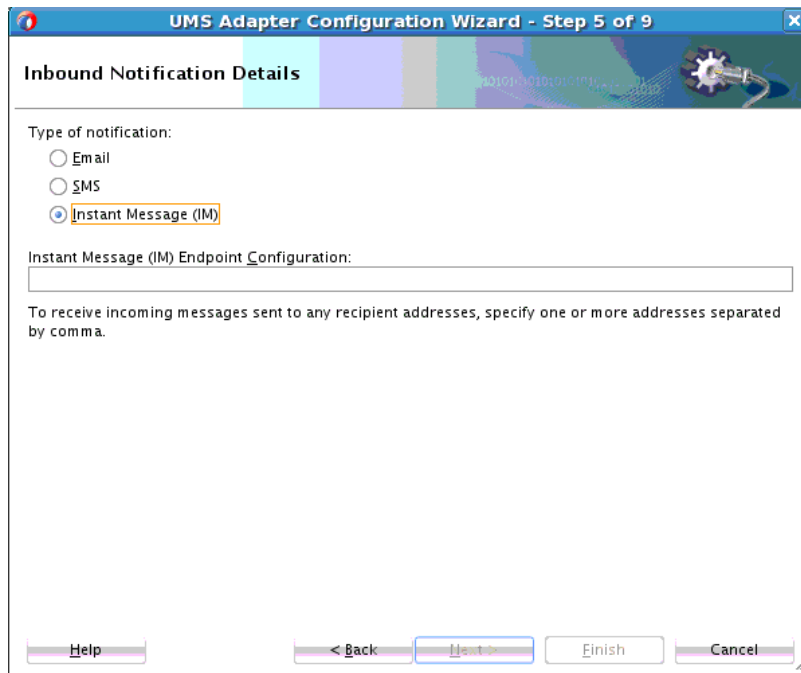 UMS Adapter Configuration Wizard - Step 5 of 9
Inbound Notification Details
Type of notification:
Email
SMS
Instant Message (IM)
Instant Message (IM) Endpoint Configuration:
To receive incoming messages sent to any recipient addresses, specify one or more addresses separated
by comma.
Help
< Back
Next >
Finish
Cancel